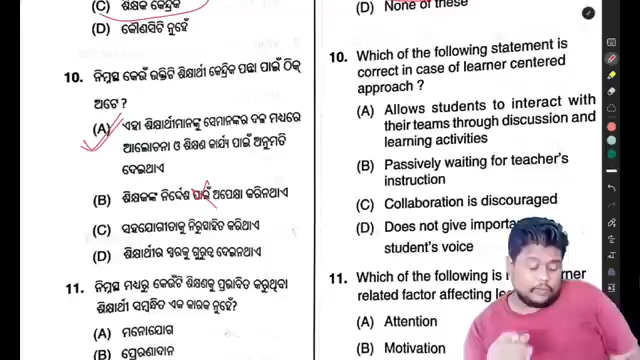 (C) ଶିକ୍ଷକ କେନ୍ଦ୍ରିକ
(D) କୌଣସିଟି ନୁହେଁ
10. ନିମ୍ନସ୍ଥ କେଉଁ ଉକ୍ତିଟି ଶିକ୍ଷାର୍ଥୀ କେନ୍ଦ୍ରିକ ପନ୍ଥା ପାଇଁ ଠିକ୍
ଅଟେ ?
(A) ଏହା ଶିକ୍ଷାର୍ଥୀମାନଙ୍କୁ ସେମାନଙ୍କର ଦଳ ମଧ୍ୟରେ
ଆଲୋଚନା ଓ ଶିକ୍ଷଣ କାର୍ଯ୍ୟ ପାଇଁ ଅନୁମତି
ଦେଇଥାଏ
(B) ଶିକ୍ଷକଙ୍କ ନିର୍ଦ୍ଦେଶ ପାଇଁ ଅପେକ୍ଷା କରିନଥାଏ
(C) ସହଯୋଗୀତାକୁ ନିରୁତ୍ସାହିତ କରିଥାଏ
(D) ଶିକ୍ଷାର୍ଥୀର ସ୍ୱରକୁ ଗୁରୁତ୍ୱ ଦେଇନଥାଏ
11. ନିମ୍ନସ୍ଥ ମଧ୍ୟରୁ କେଉଁଟି ଶିକ୍ଷଣକୁ ପ୍ରଭାବିତ କରୁଥିବା
ଶିକ୍ଷାର୍ଥୀ ସମ୍ବନ୍ଧିତ ଏକ କାରକ ନୁହେଁ?
(A) ମନୋଯୋଗ
(B) ପ୍ରେରଣାଦାନ
(D) None of these
10. Which of the following statement is
correct in case of learner centered
approach ?
(A) Allows students to interact with
their teams through discussion and
learning activities
(B) Passively waiting for teacher's
instruction
(C) Collaboration is discouraged
(D) Does not give
student's voice
11. Which of the following is
related factor affecting
(A) Attention
(B) Motivation